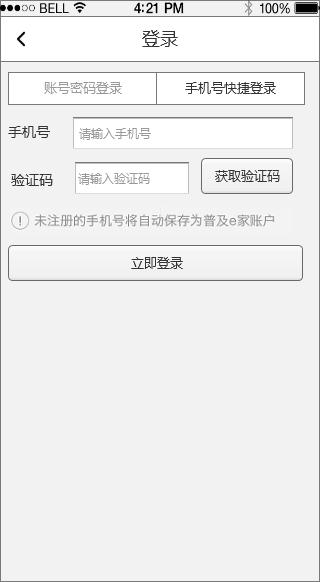 BELL 4:21 PM 100%
登录
账号密码登录 手机号快捷登录
手机号 请输入手机号
验证码 请输入验证码 获取验证码
未注册的手机号将自动保存为普及e家账户
立即登录